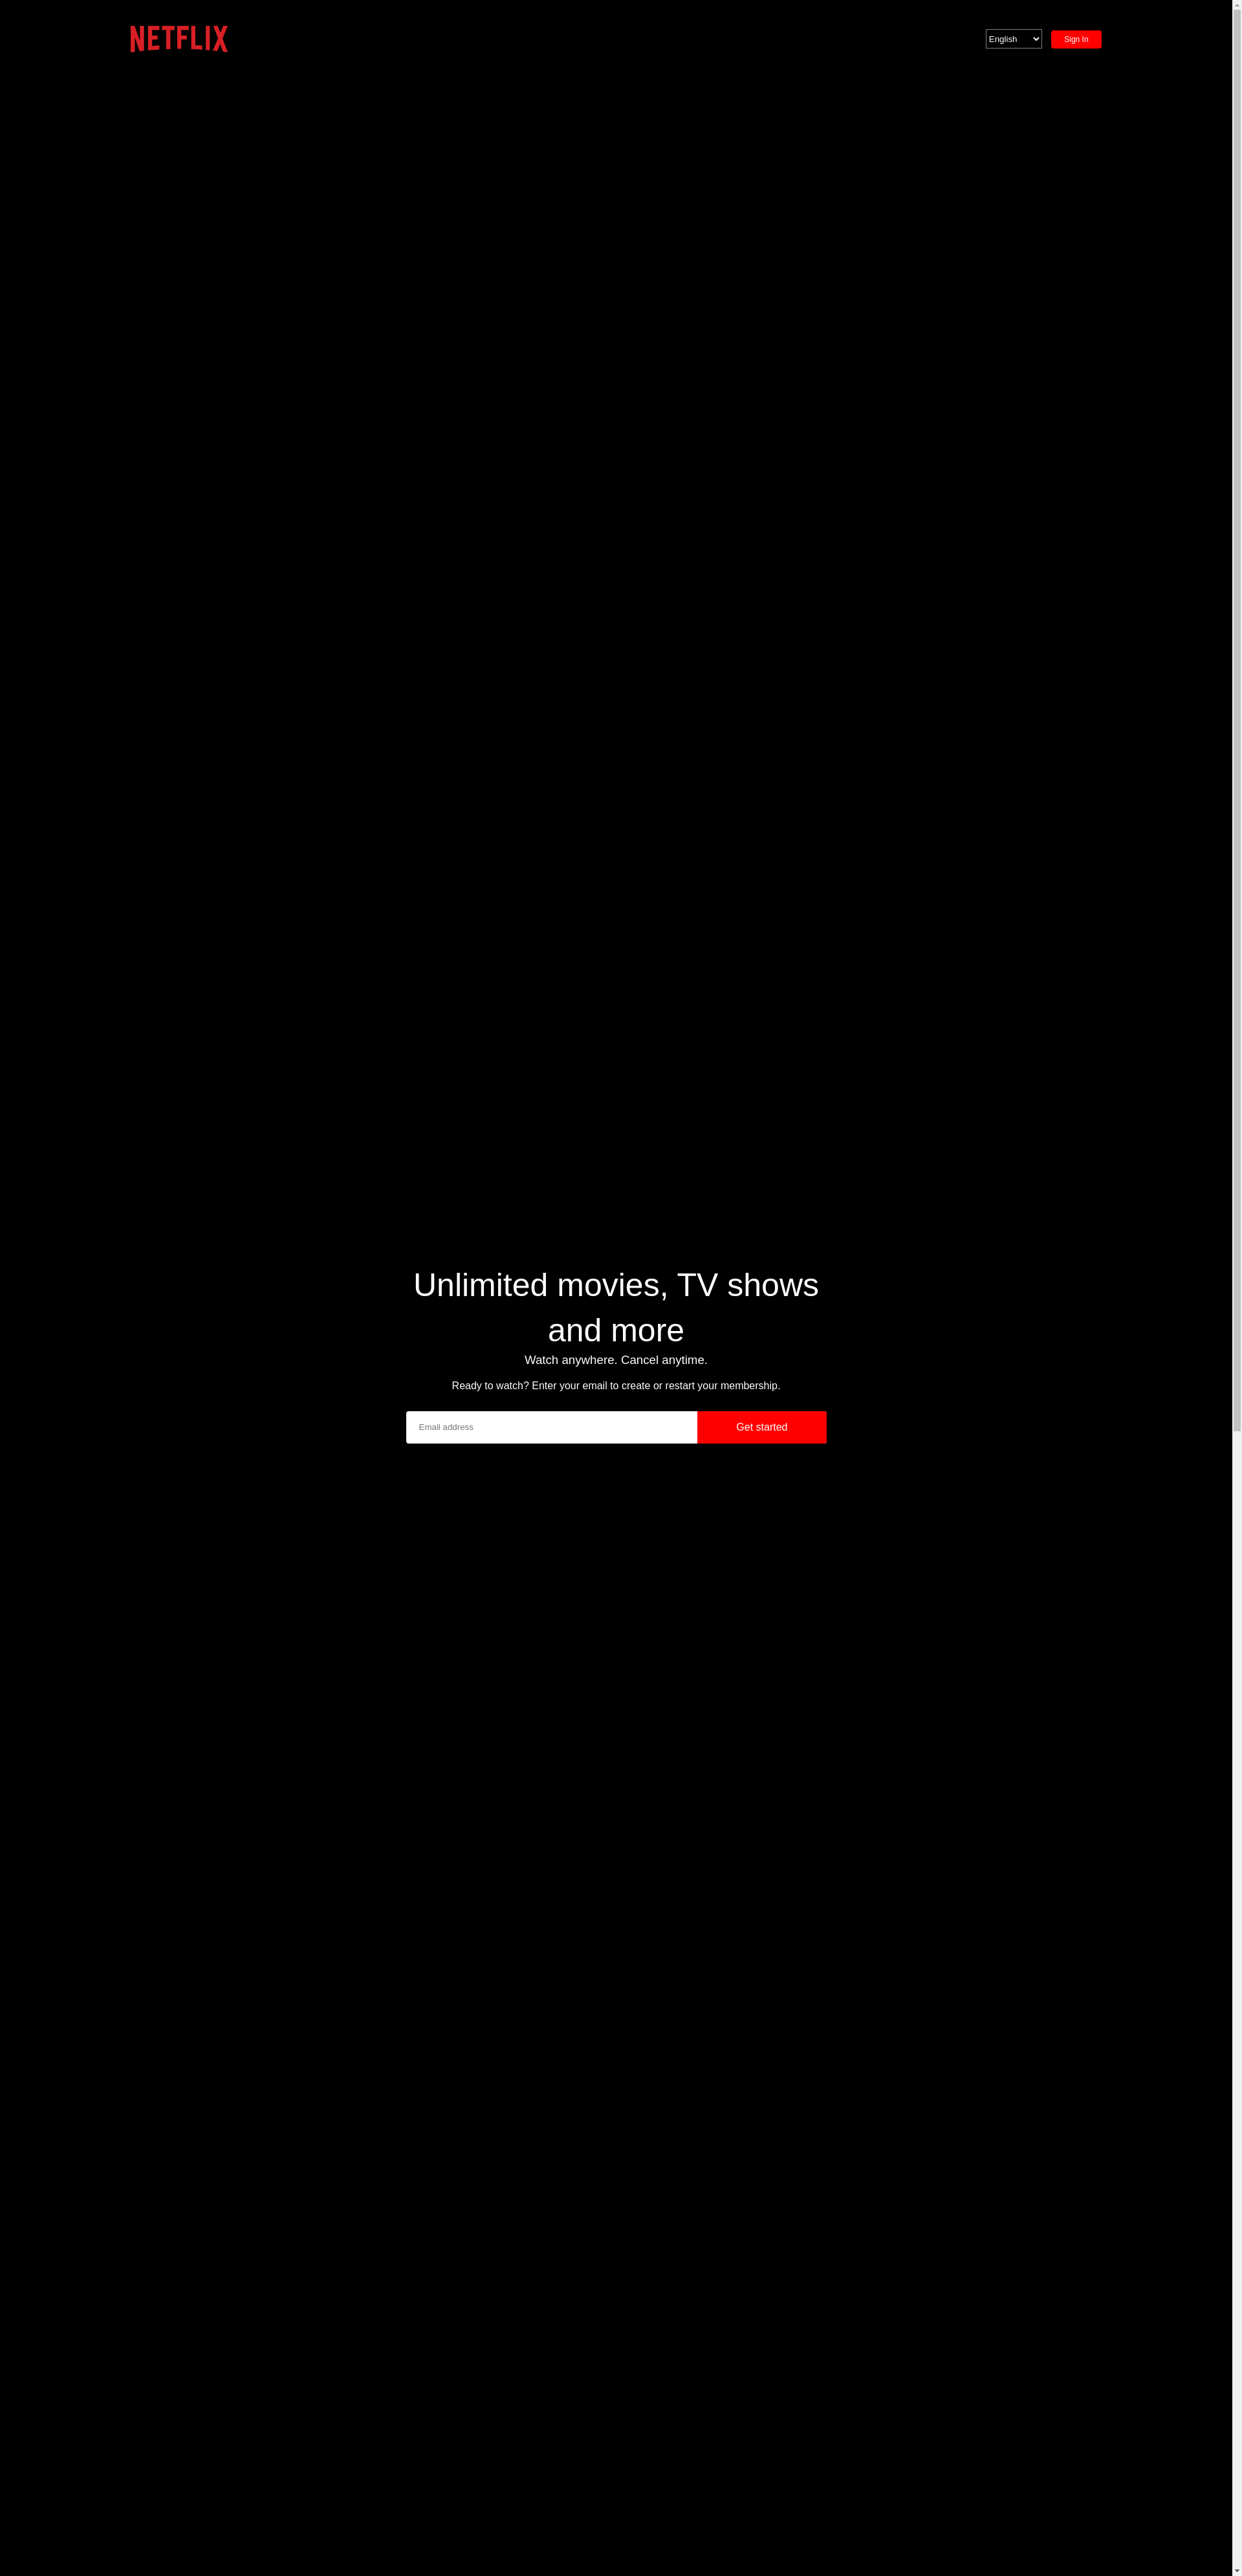 NETFLIX
English
Sign In
Unlimited movies, TV shows
and more
Watch anywhere. Cancel anytime.
Ready to watch? Enter your email to create or restart your membership.
Email address
Get started